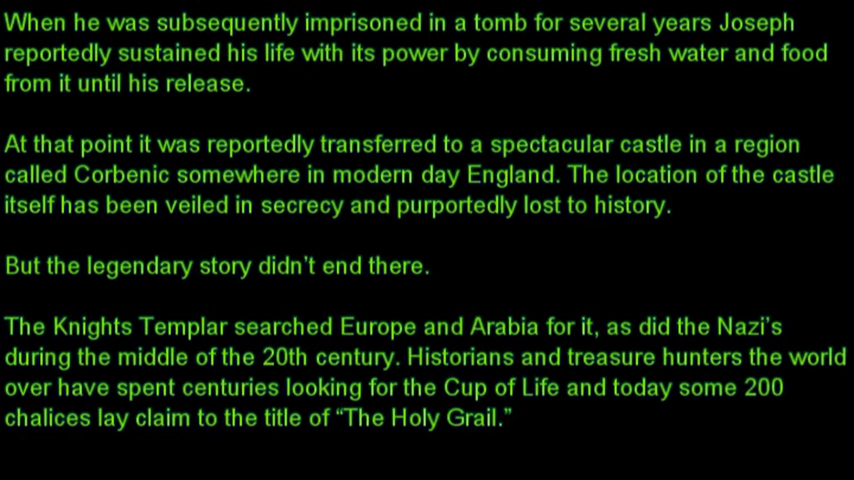 When he was subsequently imprisoned in a tomb for several years Joseph
reportedly sustained his life with its power by consuming fresh water and food
from it until his release.
At that point it was reportedly transferred to a spectacular castle in a region
called Corbenic somewhere in modern day England. The location of the castle
itself has been veiled in secrecy and purportedly lost to history.
But the legendary story didn’t end there.
The Knights Templar searched Europe and Arabia for it, as did the Nazi’s
during the middle of the 20th century. Historians and treasure hunters the world
over have spent centuries looking for the Cup of Life and today some 200
chalices lay claim to the title of “The Holy Grail.”